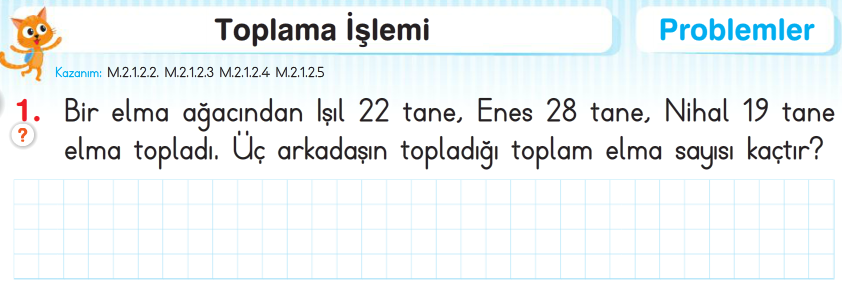 Toplama İşlemi
Problemler
Kazanım: M.2.1.2.2. M.2.1.2.3 M.2.1.2.4 M.2.1.2.5
1. Bir elma ağacından Işıl 22 tane, Enes 28 tane, Nihal 19 tane
?
elma topladı. Üç arkadaşın topladığı toplam elma sayısı kaçtır?